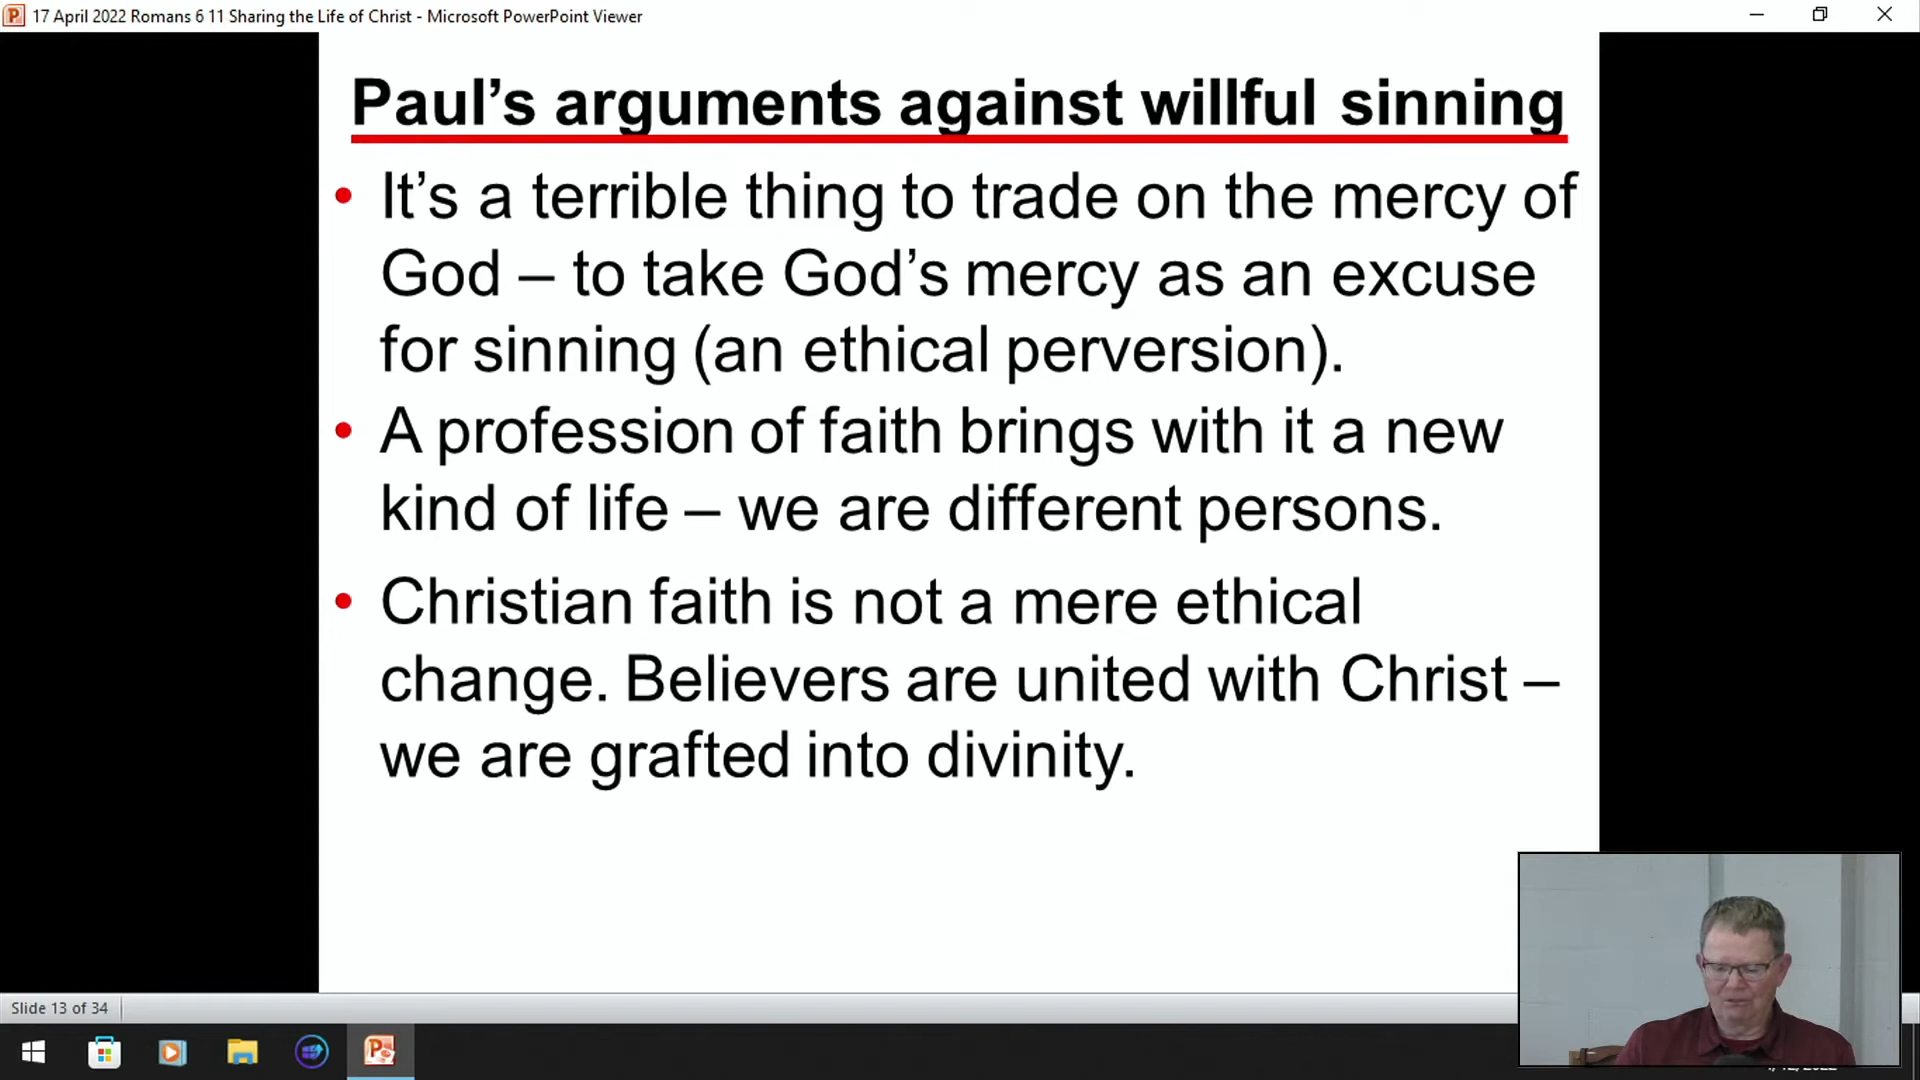 17 April 2022 Romans 6 11 Sharing the Life of Christ - Microsoft PowerPoint Viewer
Paul’s arguments against willful sinning
• It’s a terrible thing to trade on the mercy of
God – to take God’s mercy as an excuse
for sinning (an ethical perversion).
• A profession of faith brings with it a new
kind of life – we are different persons.
• Christian faith is not a mere ethical
change. Believers are united with Christ –
we are grafted into divinity.
Slide 13 of 34